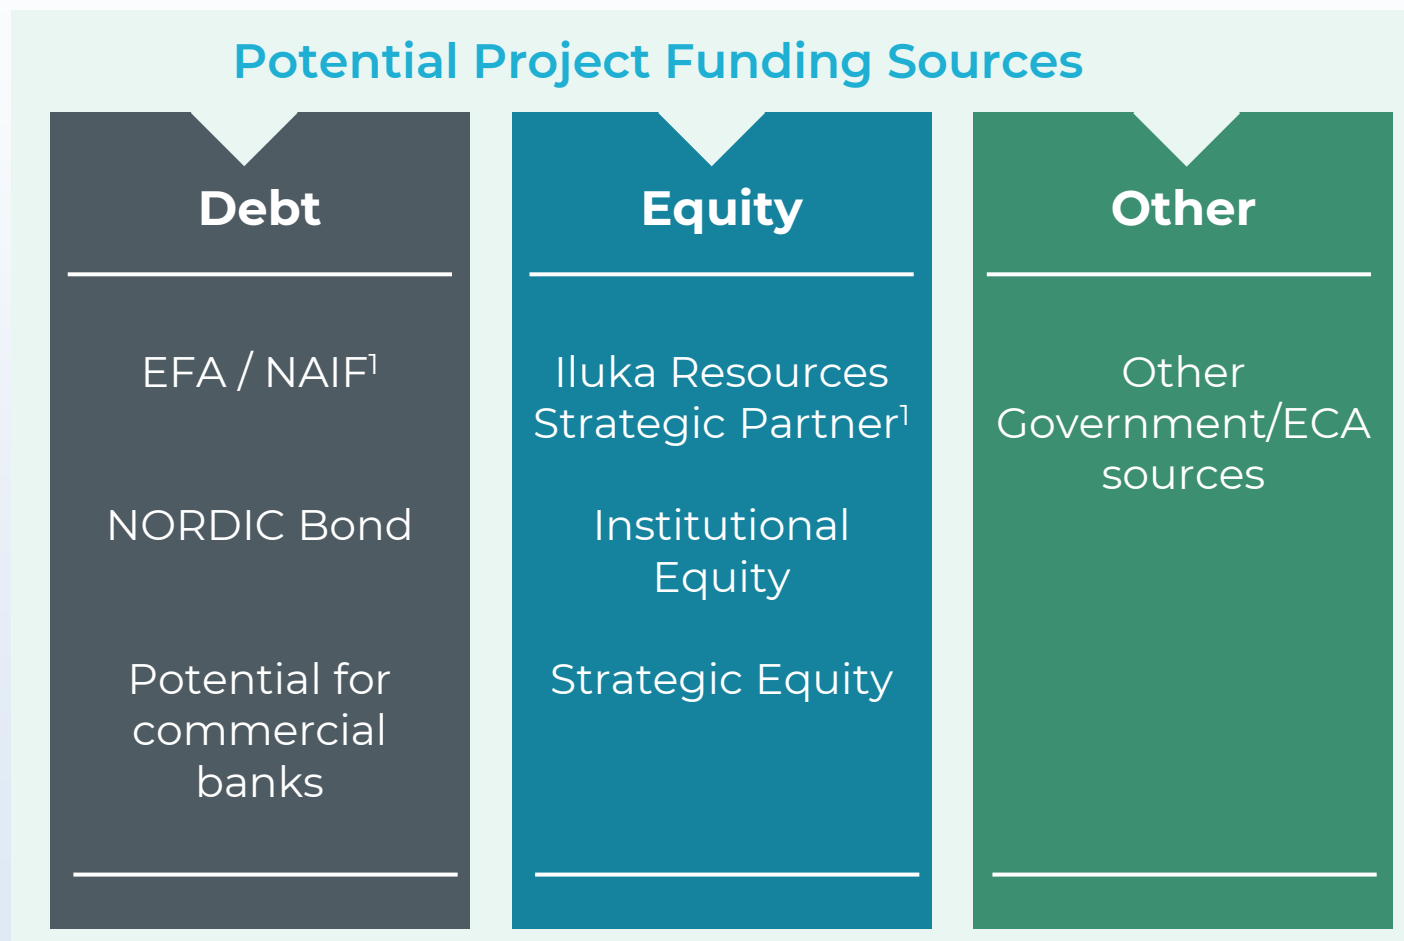 Potential Project Funding Sources
Debt
EFA / NAIF¹
NORDIC Bond
Potential for
commercial
banks
Equity
Iluka Resources
Strategic Partner¹
Institutional
Equity
Strategic Equity
Other
Other
Government/ECA
sources